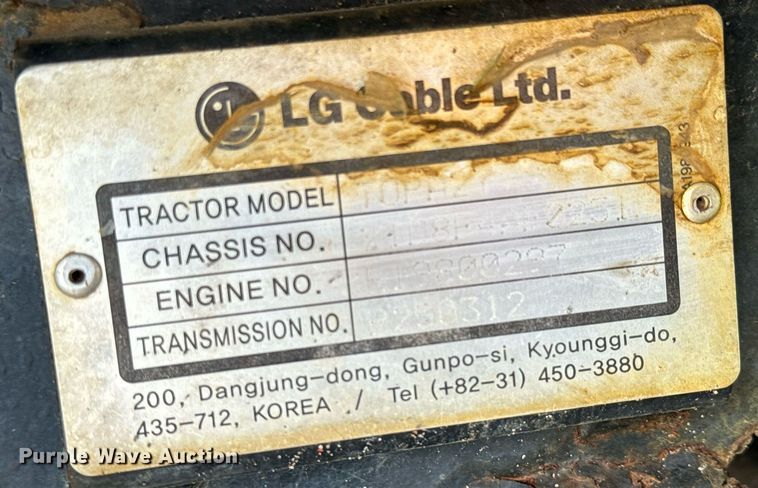 LG Cable Ltd.
TRACTOR MODEL
CHASSIS NO.
ENGINE NO.
TRANSMISSION NO.
200, Dangjung-dong, Gunpo-si, Kyounggi-do,
435-712, KOREA / Tel (+82-31) 450-3880
Purple Wave Auction